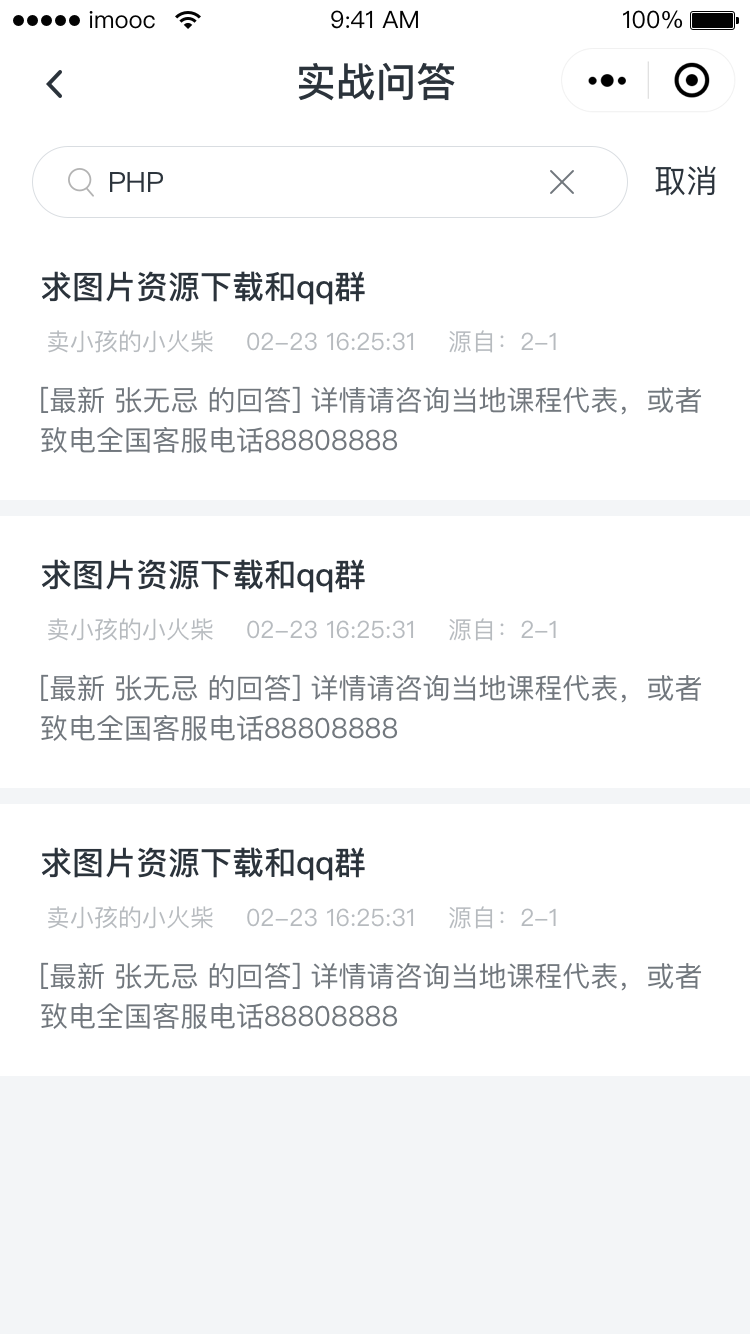 imooc 9:41 AM 100%
实战问答
PHP 取消
求图片资源下载和qq群
卖小孩的小火柴 02-23 16:25:31 源自：2-1
[最新 张无忌 的回答] 详情请咨询当地课程代表，或者
致电全国客服电话88808888
求图片资源下载和qq群
卖小孩的小火柴 02-23 16:25:31 源自：2-1
[最新 张无忌 的回答] 详情请咨询当地课程代表，或者
致电全国客服电话88808888
求图片资源下载和qq群
卖小孩的小火柴 02-23 16:25:31 源自：2-1
[最新 张无忌 的回答] 详情请咨询当地课程代表，或者
致电全国客服电话88808888